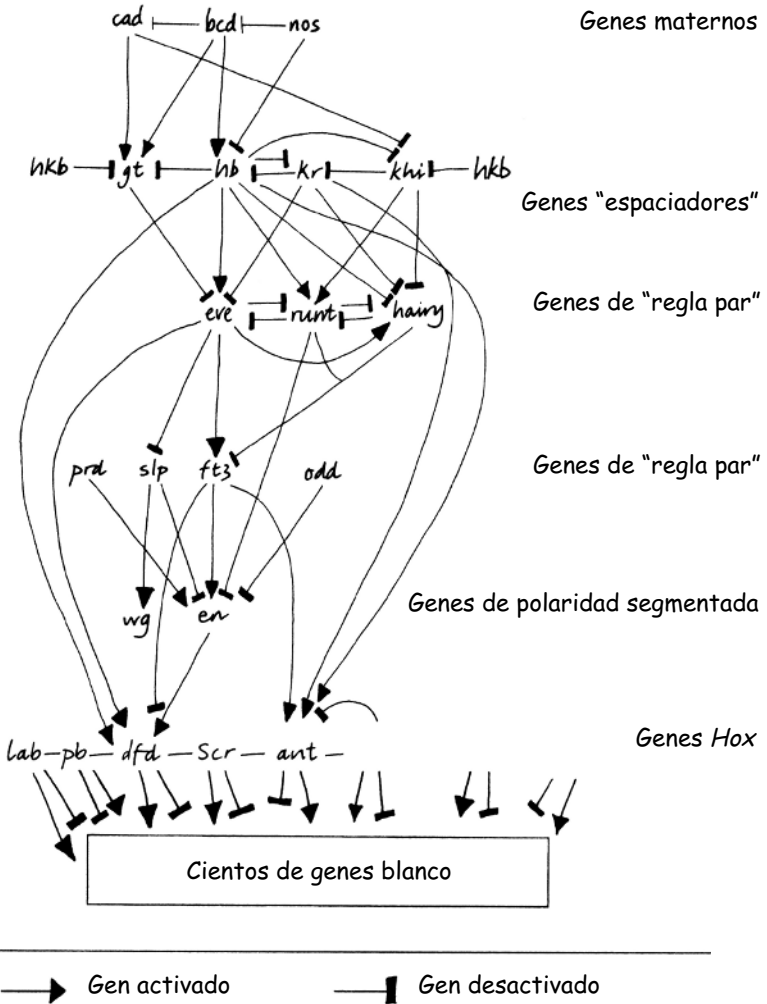 cad bcd nos Genes maternos
hkb gt hb kr khi hkb
Genes “espaciadores”
eve runt hairy Genes de “regla par”
prd slp ftz odd Genes de “regla par”
wg en Genes de polaridad segmentada
lab pb dfd Scr ant Genes Hox
Cientos de genes blanco
Gen activado Gen desactivado